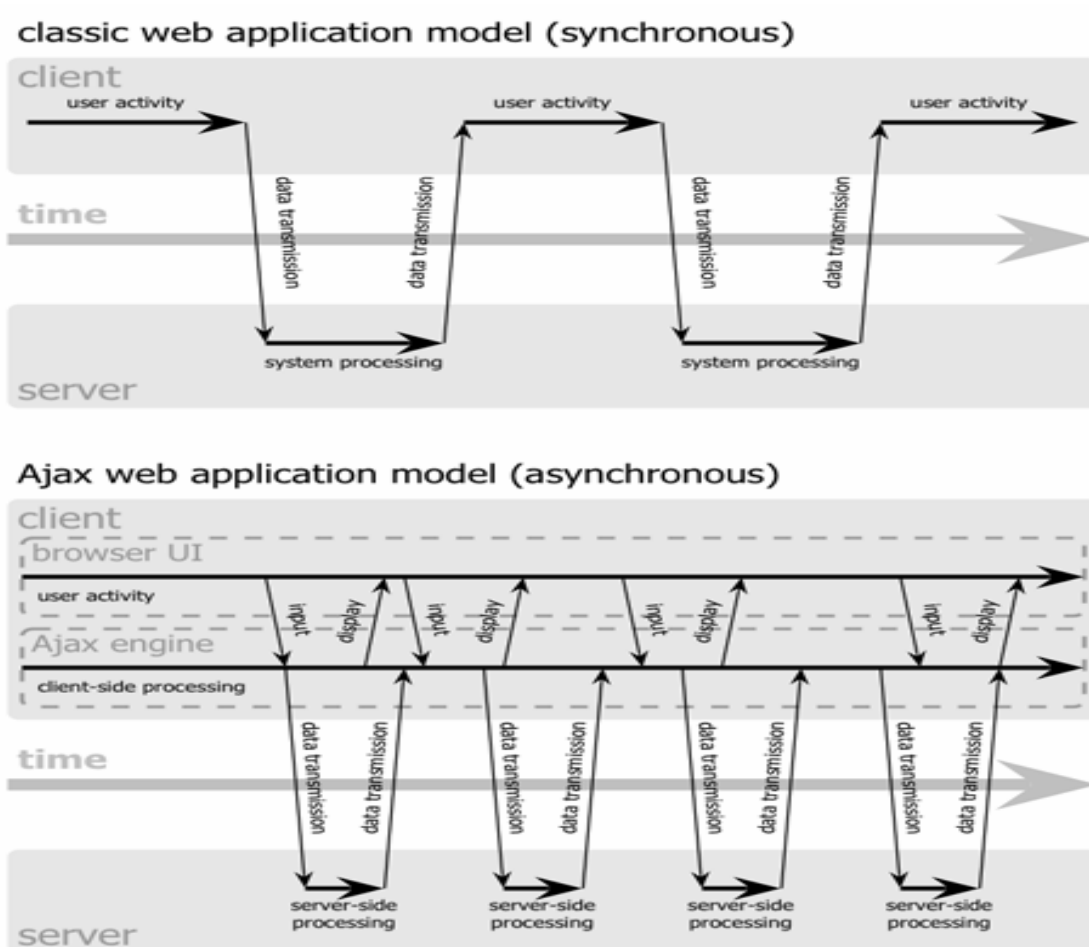 classic web application model (synchronous)
client
user activity
user activity
user activity
data transmission
data transmission
data transmission
data transmission
time
system processing
system processing
server
Ajax web application model (asynchronous)
client
browser UI
user activity
input
display
input
display
input
display
input
display
Ajax engine
client-side processing
data transmission
data transmission
data transmission
data transmission
data transmission
data transmission
data transmission
data transmission
time
server-side
processing
server-side
processing
server-side
processing
server-side
processing
server